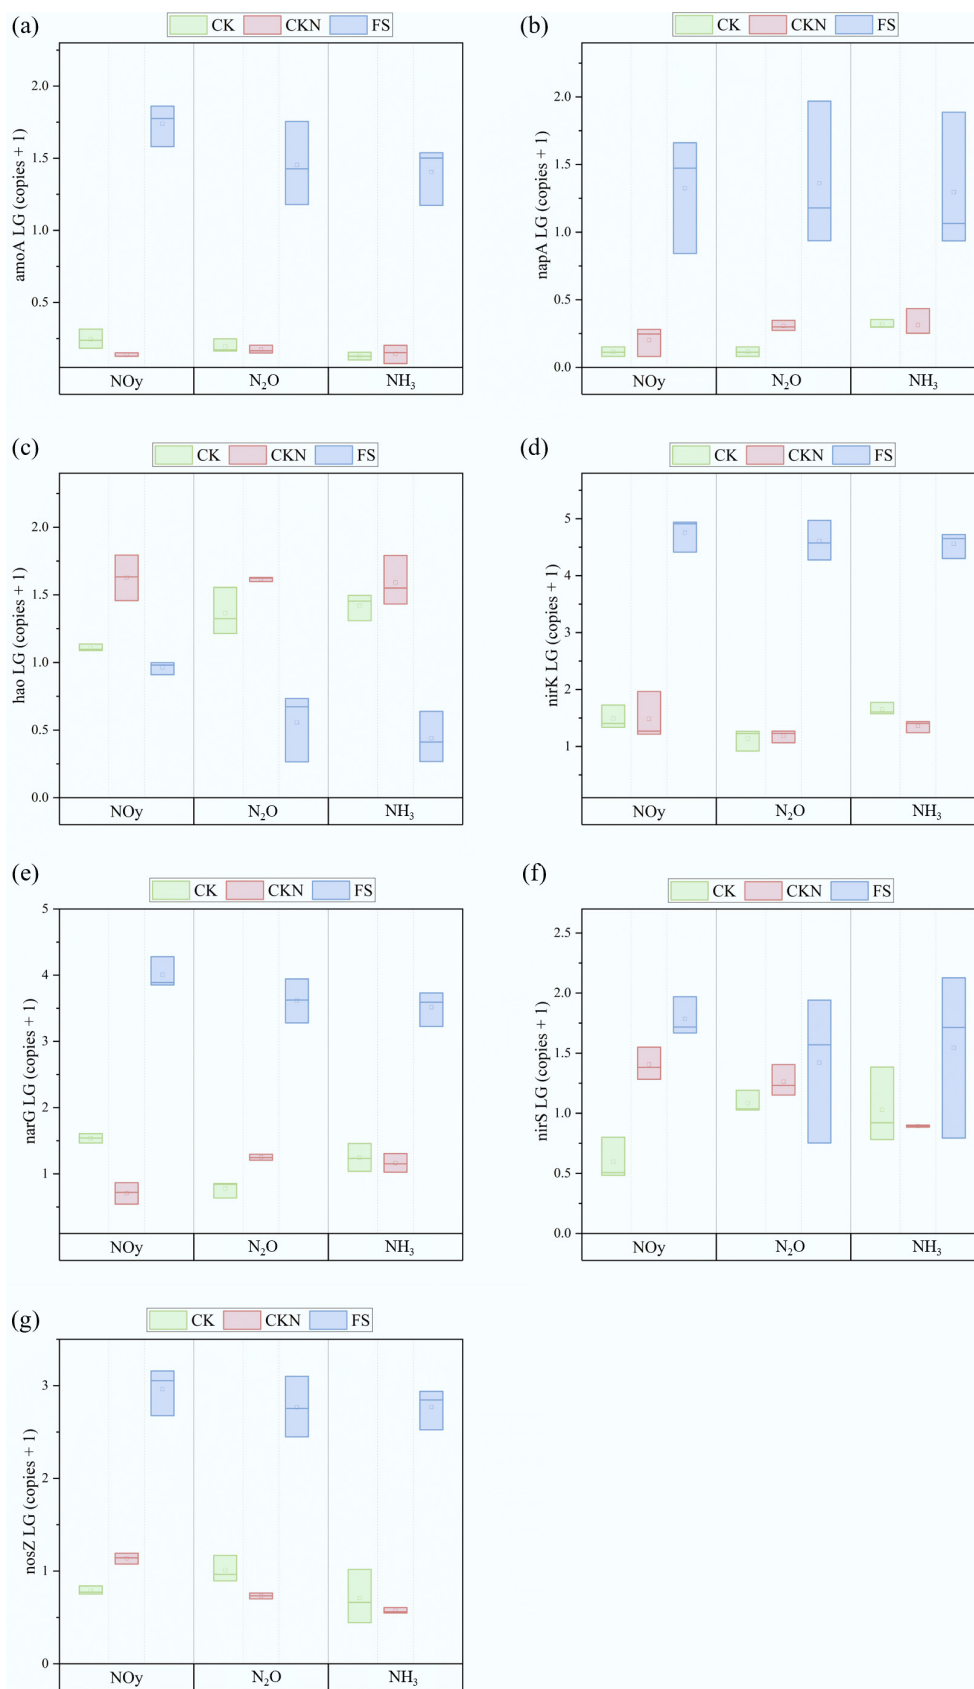 (a)
CK CKN FS
amoA LG (copies + 1)
2.0
1.5
1.0
0.5
NOy N₂O NH₃
(b)
CK CKN FS
napA LG (copies + 1)
2.0
1.5
1.0
0.5
0.0
NOy N₂O NH₃
(c)
CK CKN FS
hao LG (copies + 1)
2.0
1.5
1.0
0.5
0.0
NOy N₂O NH₃
(d)
CK CKN FS
nirK LG (copies + 1)
5
4
3
2
1
NOy N₂O NH₃
(e)
CK CKN FS
narG LG (copies + 1)
5
4
3
2
1
NOy N₂O NH₃
(f)
CK CKN FS
nirS LG (copies + 1)
2.5
2.0
1.5
1.0
0.5
0.0
NOy N₂O NH₃
(g)
CK CKN FS
nosZ LG (copies + 1)
3
2
1
0
NOy N₂O NH₃